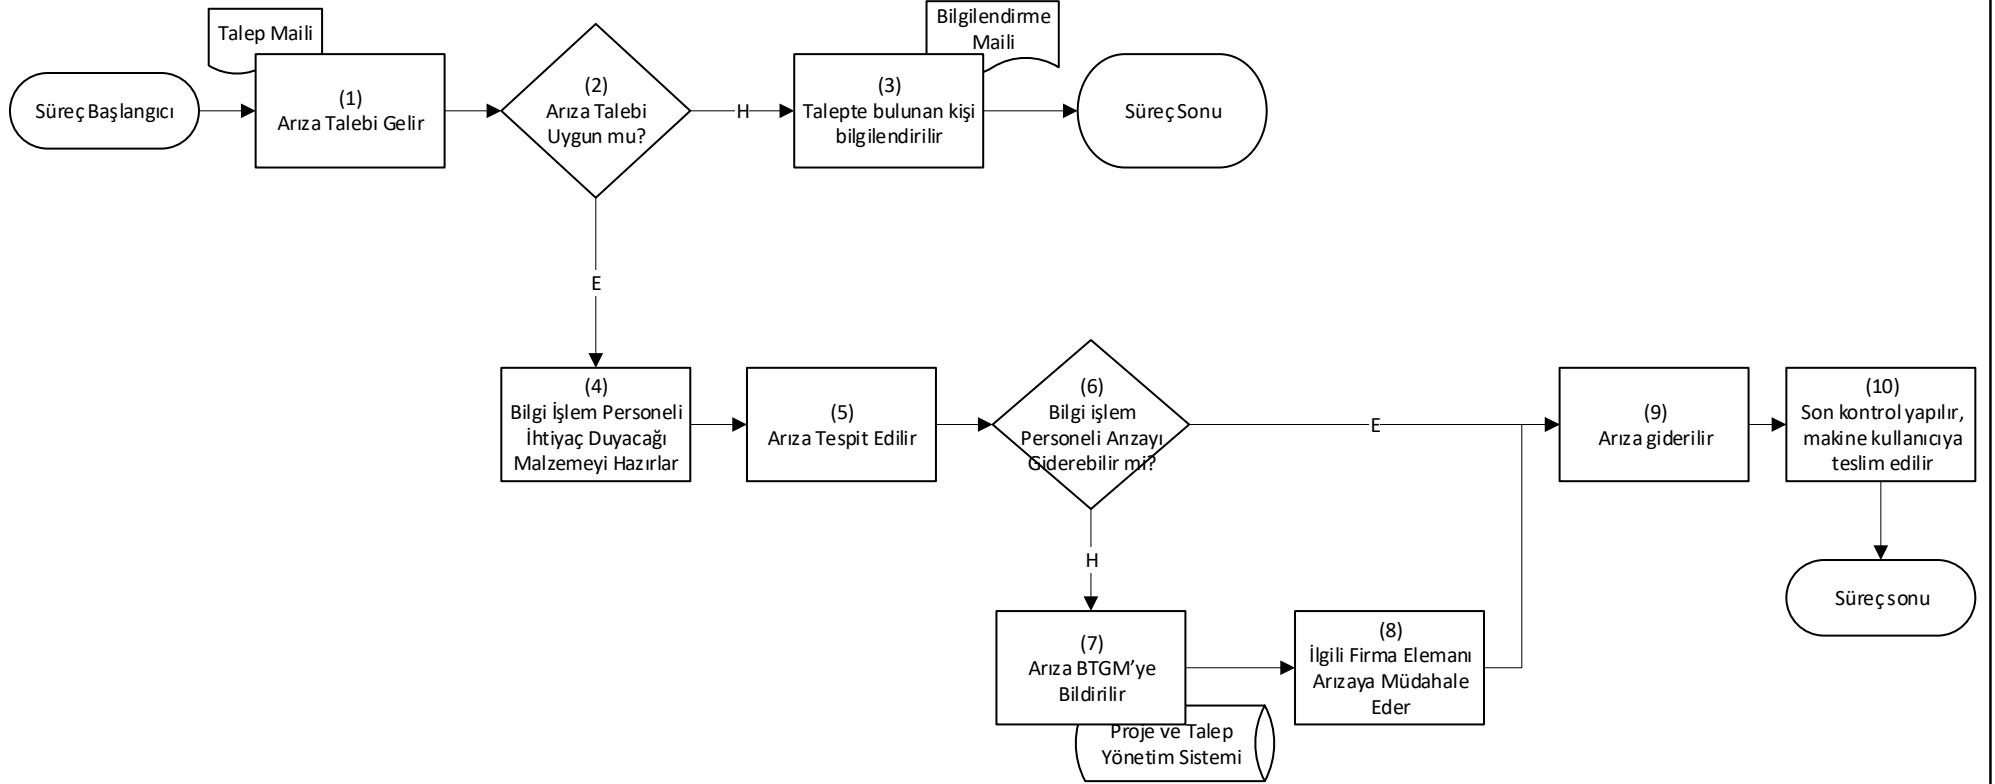 Talep Maili
Süreç Başlangıcı
(1)
Arıza Talebi Gelir
(2)
Arıza Talebi
Uygun mu?
H
Bilgilendirme
Maili
(3)
Talepte bulunan kişi
bilgilendirilir
Süreç Sonu
E
(4)
Bilgi İşlem Personeli
İhtiyaç Duyacağı
Malzemeyi Hazırlar
(5)
Arıza Tespit Edilir
(6)
Bilgi işlem
Personeli Arızayı
Giderebilir mi?
E
(9)
Arıza giderilir
(10)
Son kontrol yapılır,
makine kullanıcıya
teslim edilir
Süreç sonu
H
(7)
Arıza BTGM’ye
Bildirilir
Proje ve Talep
Yönetim Sistemi
(8)
İlgili Firma Elemanı
Arızaya Müdahale
Eder